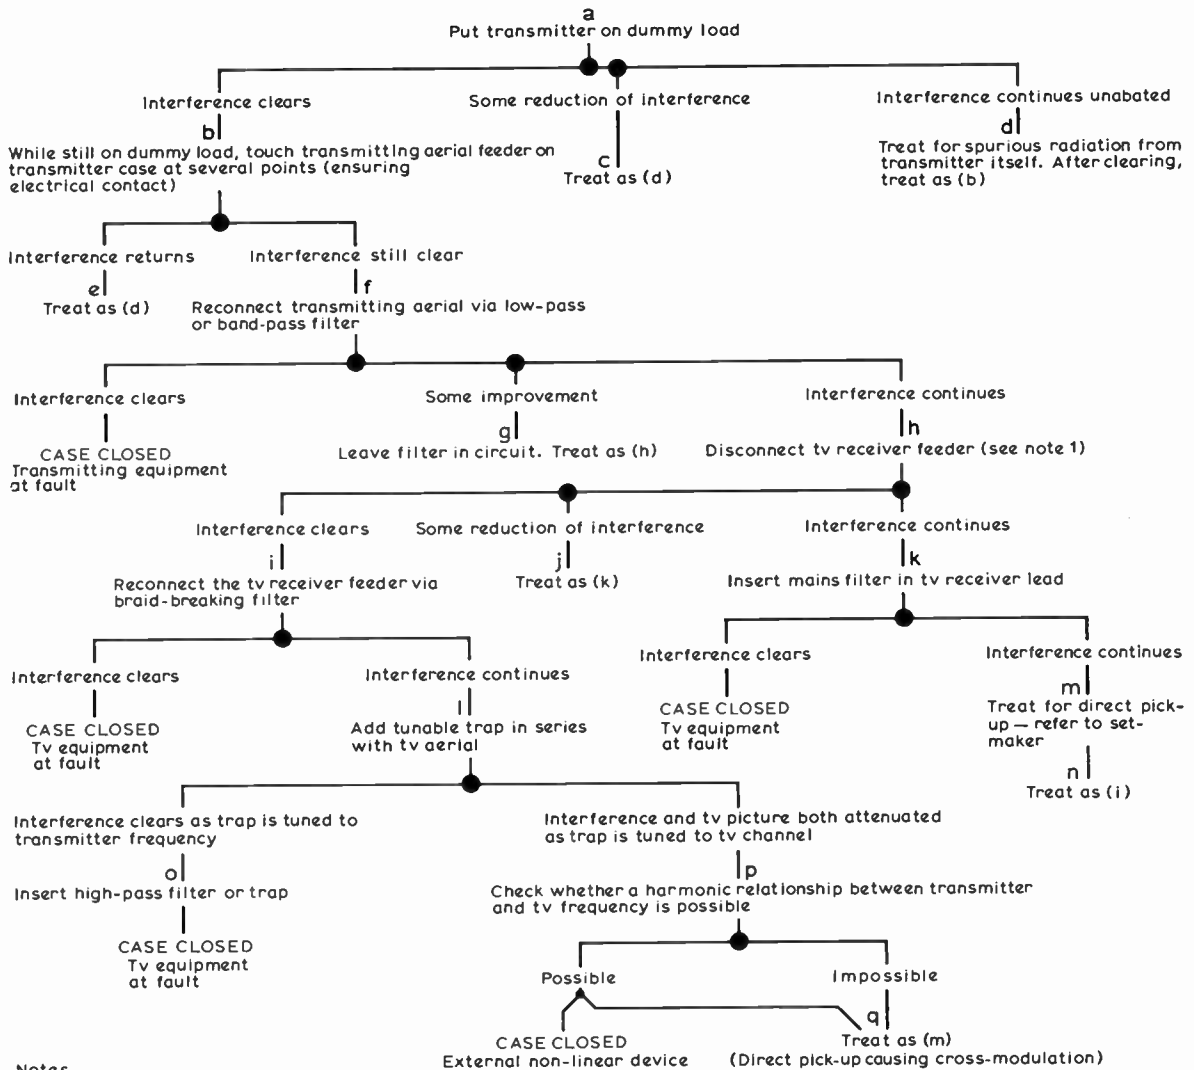 a
Put transmitter on dummy load
Interference clears
Some reduction of interference
Interference continues unabated
b
While still on dummy load, touch transmitting aerial feeder on
transmitter case at several points (ensuring
electrical contact)
c
Treat as (d)
d
Treat for spurious radiation from
transmitter itself. After clearing,
treat as (b)
Interference returns
Interference still clear
e
Treat as (d)
f
Reconnect transmitting aerial via low-pass
or band-pass filter
Interference clears
Some improvement
Interference continues
CASE CLOSED
Transmitting equipment
at fault
g
Leave filter in circuit. Treat as (h)
h
Disconnect tv receiver feeder (see note 1)
Interference clears
Some reduction of interference
Interference continues
i
Reconnect the tv receiver feeder via
braid-breaking filter
j
Treat as (k)
k
Insert mains filter in tv receiver lead
Interference clears
Interference continues
Interference clears
Interference continues
CASE CLOSED
Tv equipment
at fault
l
Add tunable trap in series
with tv aerial
CASE CLOSED
Tv equipment
at fault
m
Treat for direct pick-
up — refer to set-
maker
n
Treat as (i)
Interference clears as trap is tuned to
transmitter frequency
Interference and tv picture both attenuated
as trap is tuned to tv channel
o
Insert high-pass filter or trap
p
Check whether a harmonic relationship between transmitter
and tv frequency is possible
CASE CLOSED
Tv equipment
at fault
Possible
Impossible
CASE CLOSED
External non-linear device
q
Treat as (m)
(Direct pick-up causing cross-modulation)
Notes